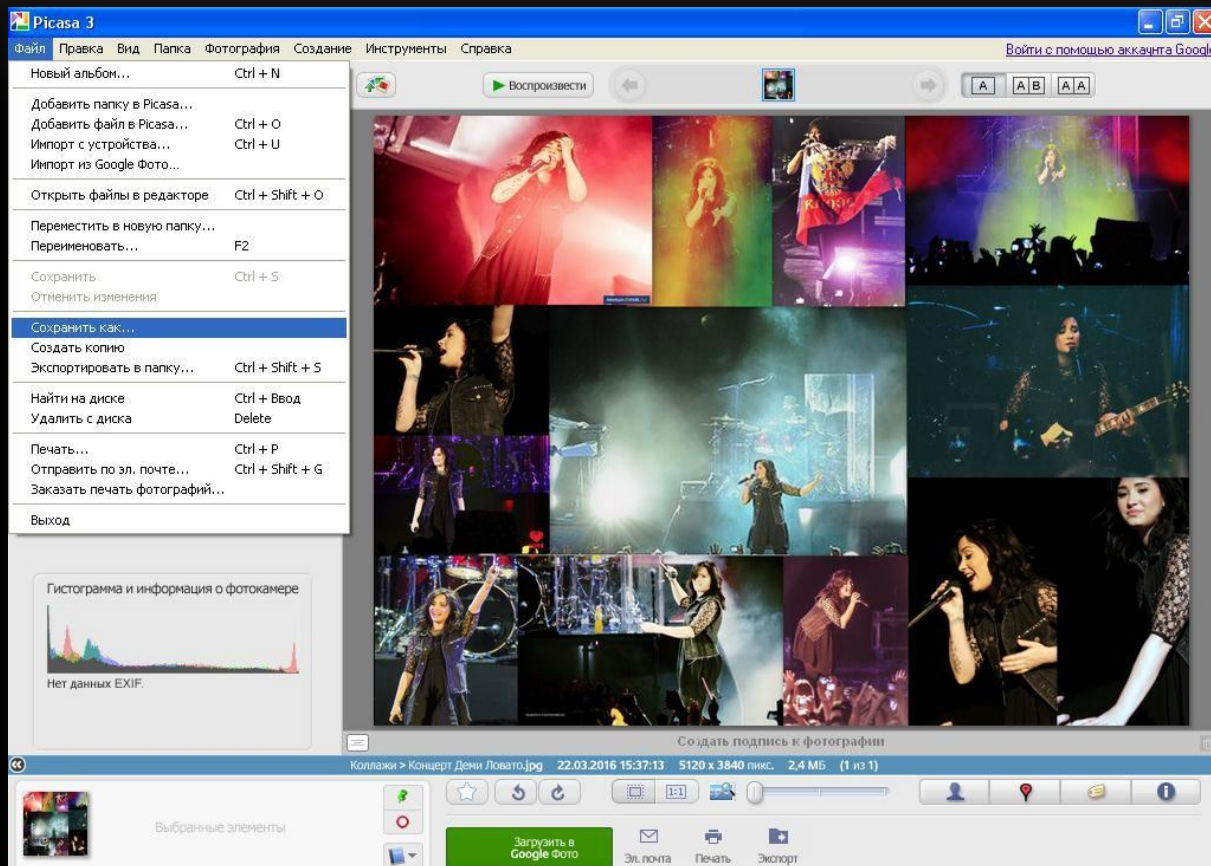 Picasa 3
Файл Правка Вид Папка Фотография Создание Инструменты Справка
Войти с помощью аккаунта Google
Новый альбом... Ctrl + N
Добавить папку в Picasa...
Добавить файл в Picasa... Ctrl + O
Импорт с устройства... Ctrl + U
Импорт из Google Фото...
Открыть файлы в редакторе Ctrl + Shift + O
Переместить в новую папку...
Переименовать... F2
Сохранить Ctrl + S
Отменить изменения
Сохранить как...
Создать копию
Экспортировать в папку... Ctrl + Shift + S
Найти на диске Ctrl + Ввод
Удалить с диска Delete
Печать... Ctrl + P
Отправить по эл. почте... Ctrl + Shift + G
Заказать печать фотографий...
Выход
Воспроизвести
A A B A A
Гистограмма и информация о фотокамере
Нет данных EXIF.
Создать подпись к фотографии
Коллажи > Концерт Деми Ловато.jpg 22.03.2016 15:37:13 5120 x 3840 пикс. 2,4 МБ (1 из 1)
Выбранные элементы
1:1
Загрузить в
Google Фото
Эл. почта Печать Экспорт